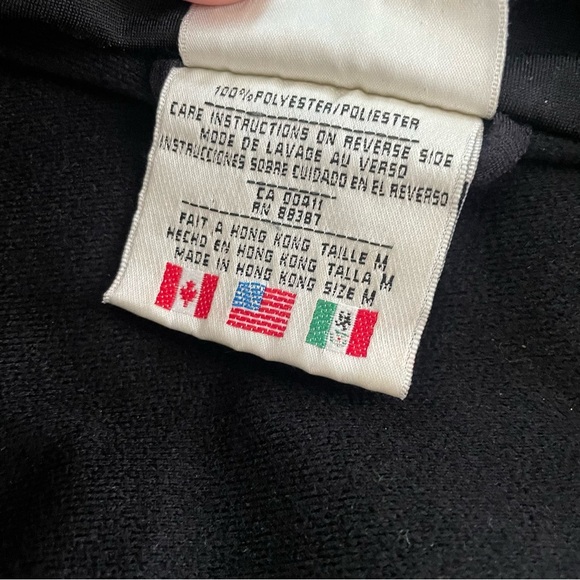 100% POLYESTER/POLIESTER
CARE INSTRUCTIONS ON REVERSE SIDE
MODE DE LAVAGE AU VERSO
INSTRUCCIONES SOBRE CUIDADO EN EL REVERSO
CA 00411
RN 88387
FAIT A HONG KONG TAILLE M
HECHO EN HONG KONG TALLA M
MADE IN HONG KONG SIZE M